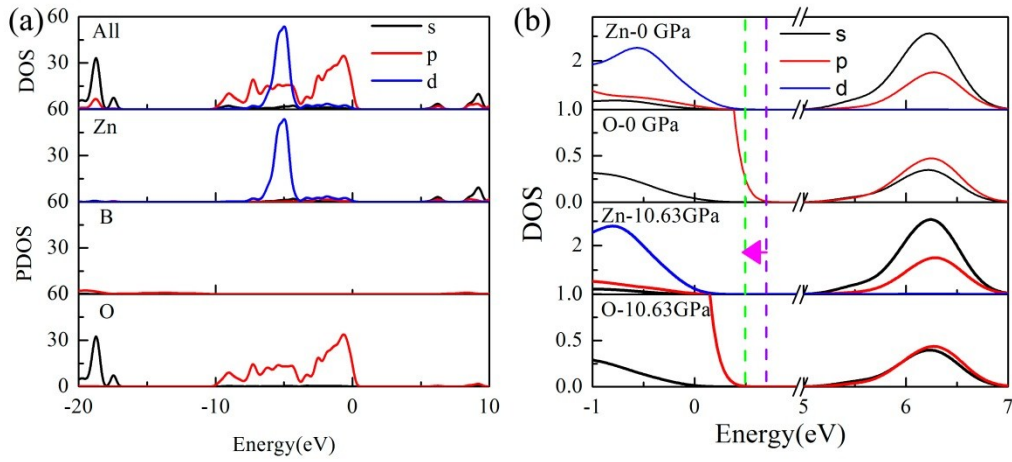 (a)
60
All
s
p
d
30
DOS
60
Zn
30
60
B
30
PDOS
60
O
30
0
-20 -10 0 10
Energy(eV)
(b)
Zn-0 GPa
s
p
d
2
1.0
O-0 GPa
0.5
0.0
Zn-10.63GPa
2
1.0
O-10.63GPa
0.5
0.0
DOS
-1 0 5 6 7
Energy(eV)